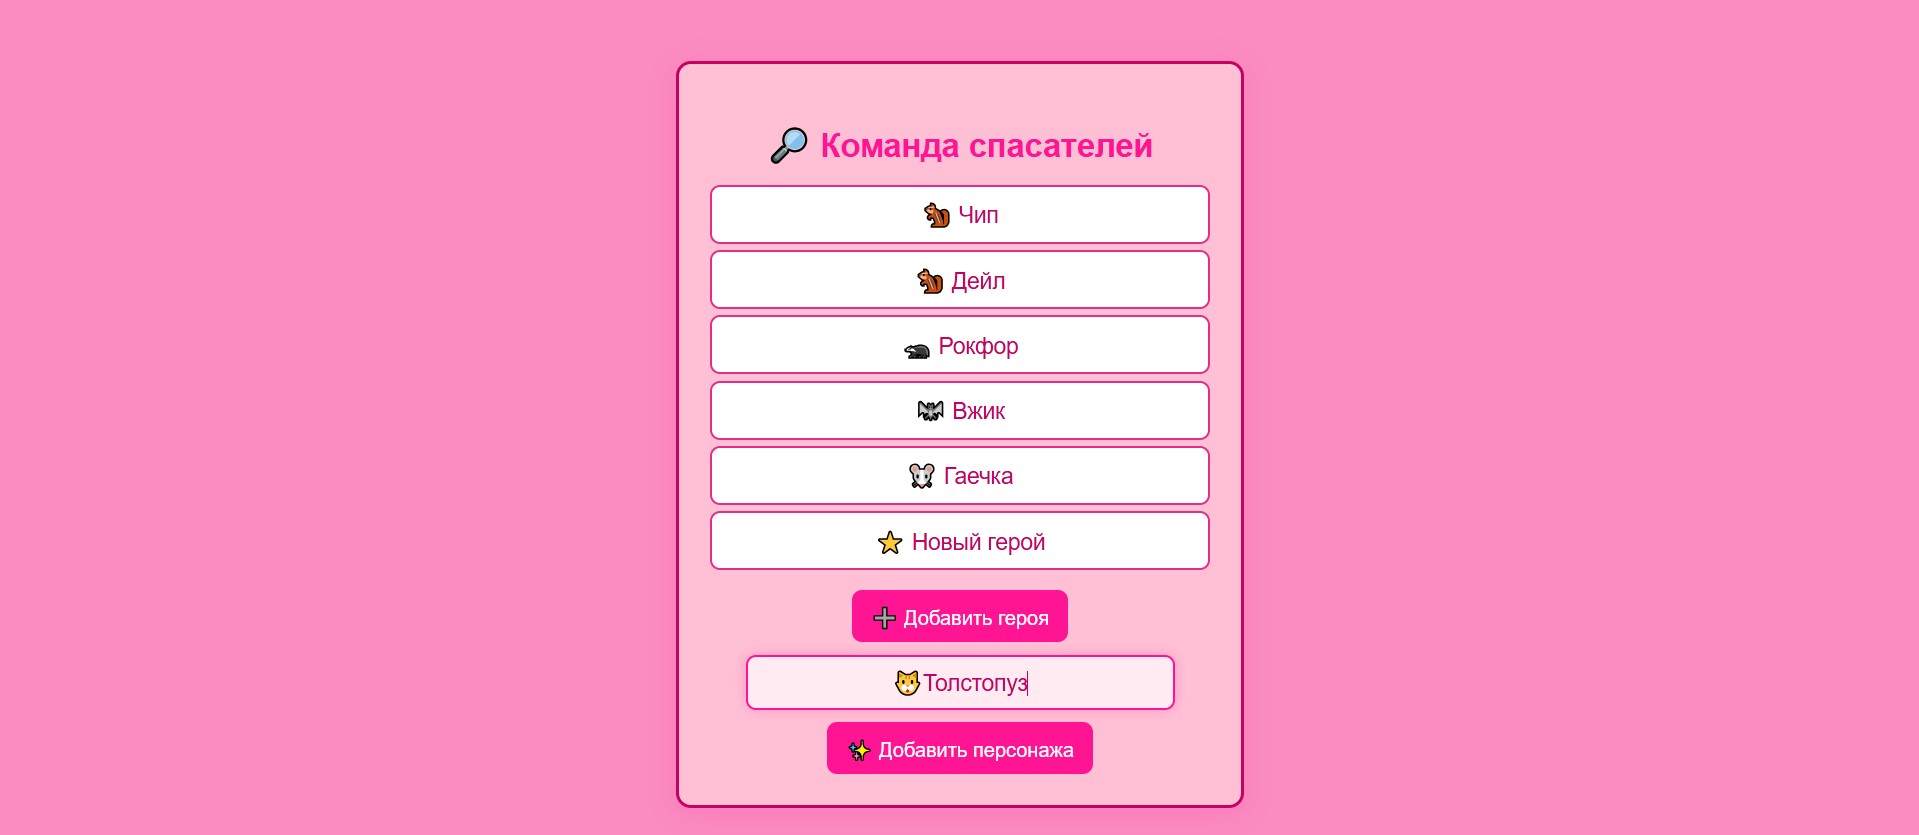 🔎 Команда спасателей
🐿️ Чип
🐿️ Дейл
🦡 Рокфор
🦇 Вжик
🐭 Гаечка
⭐ Новый герой
➕ Добавить героя
🐱Толстопуз
✨ Добавить персонажа